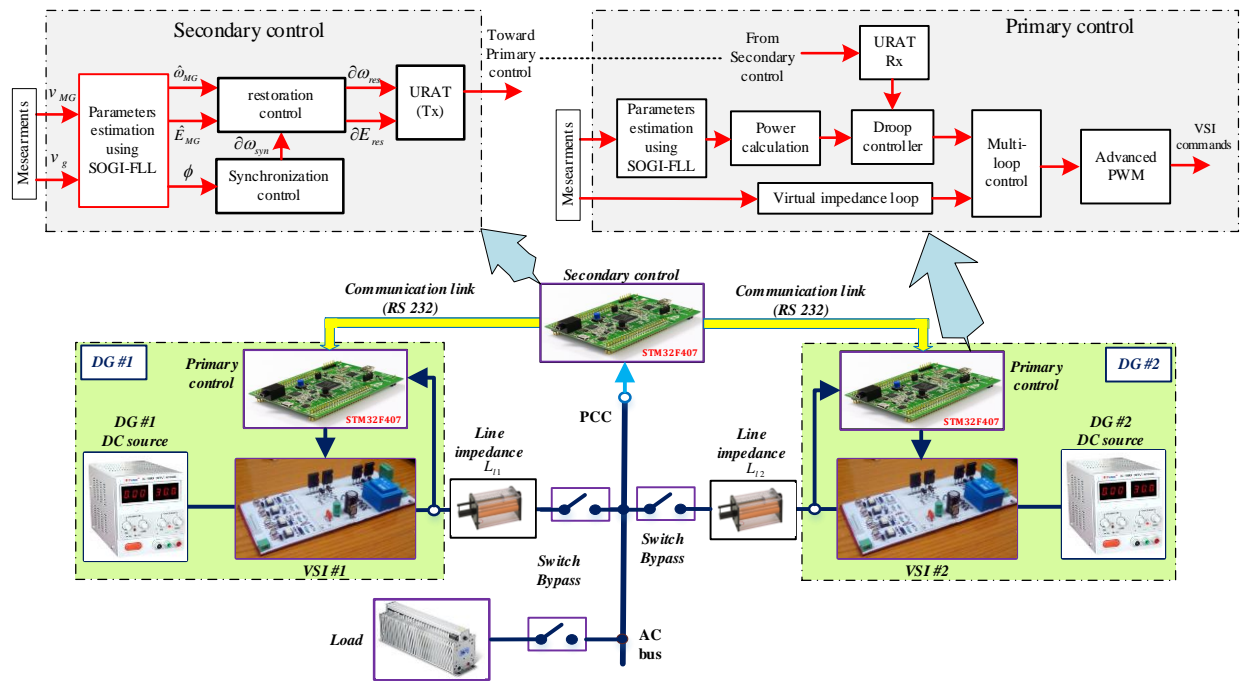 Secondary control
Mesearments
v_MG
v_g
Parameters
estimation
using
SOGI-FLL
ω̂_MG
Ê_MG
ϕ
restoration
control
∂ω_syn
Synchronization
control
∂ω_res
∂E_res
URAT
(Tx)
Toward
Primary
control
From
Secondary
control
Primary control
URAT
Rx
Mesearments
Parameters
estimation
using
SOGI-FLL
Power
calculation
Droop
controller
Virtual impedance loop
Multi-
loop
control
Advanced
PWM
VSI
commands
Secondary control
STM32F407
Communication link
(RS 232)
Communication link
(RS 232)
DG #1
Primary
control
STM32F407
DG #1
DC source
VSI #1
Line
impedance
L_l1
Switch
Bypass
PCC
Switch
Bypass
Line
impedance
L_l2
DG #2
Primary
control
STM32F407
DG #2
DC source
VSI #2
Load
AC
bus